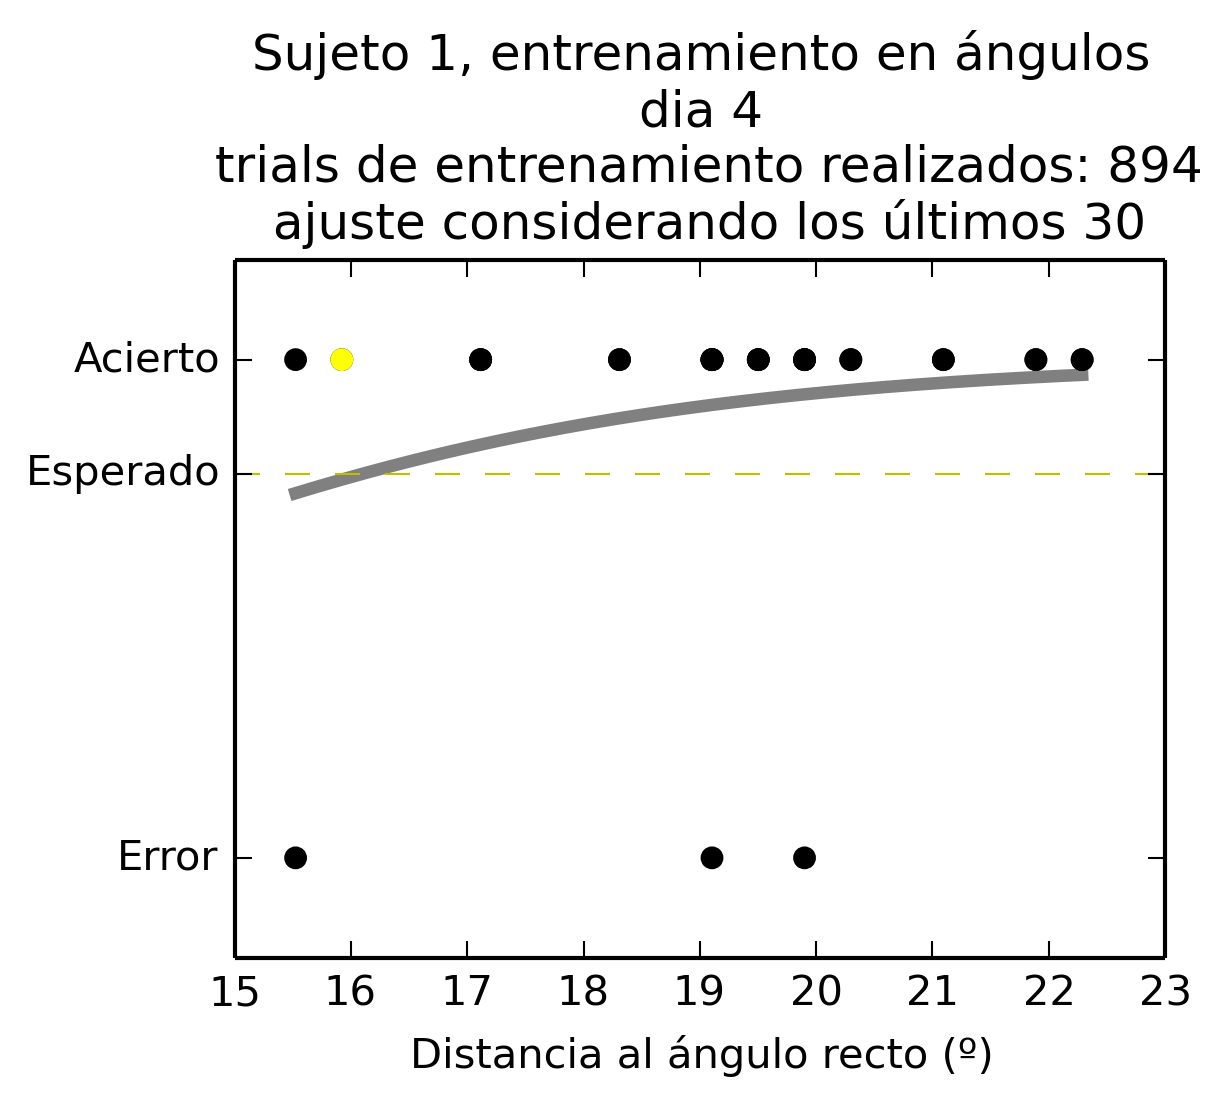 Sujeto 1, entrenamiento en ángulos
dia 4
trials de entrenamiento realizados: 894
ajuste considerando los últimos 30
Acierto
Esperado
Error
15 16 17 18 19 20 21 22 23
Distancia al ángulo recto (º)